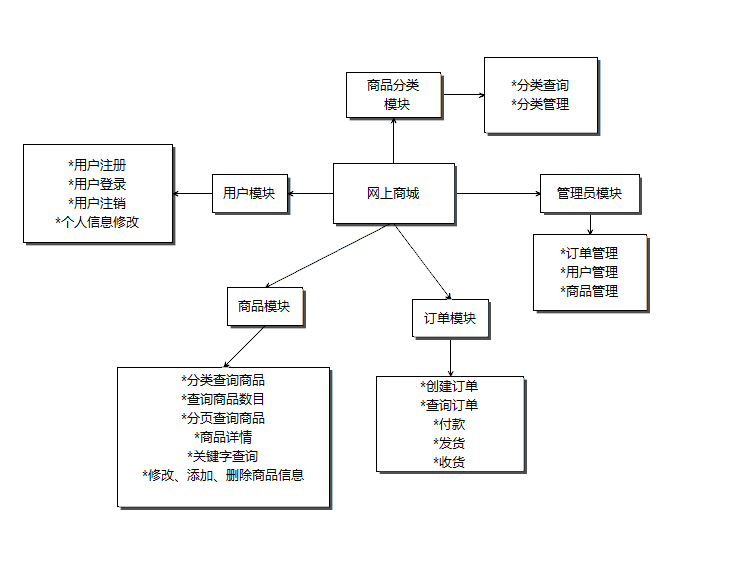 商品分类
模块
*分类查询
*分类管理
*用户注册
*用户登录
*用户注销
*个人信息修改
用户模块
网上商城
管理员模块
*订单管理
*用户管理
*商品管理
商品模块
订单模块
*分类查询商品
*查询商品数目
*分页查询商品
*商品详情
*关键字查询
*修改、添加、删除商品信息
*创建订单
*查询订单
*付款
*发货
*收货